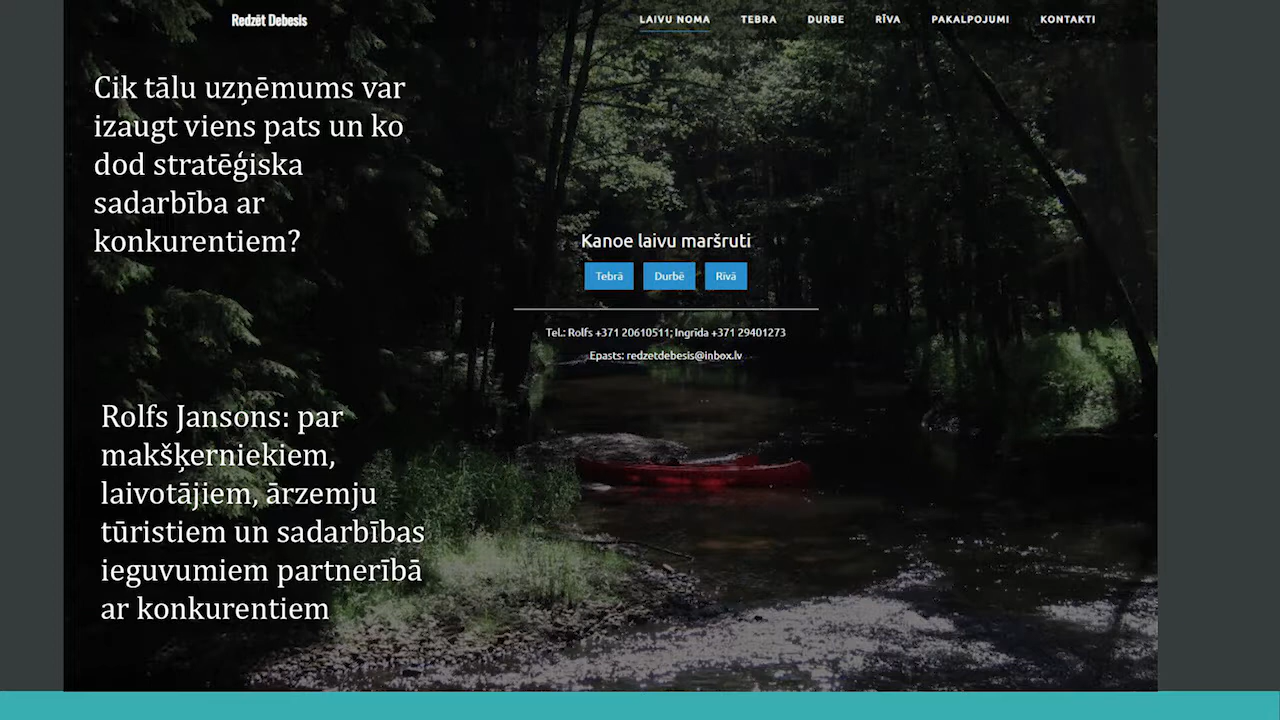 Redzēt Debesis
LAIVU NOMA TEBRA DURBE RĪVA PAKALPOJUMI KONTAKTI
Cik tālu uzņēmums var
izaugt viens pats un ko
dod stratēģiska
sadarbība ar
konkurentiem?
Kanoe laivu maršruti
Tebrā Durbē Rīvā
Tel.: Rolfs +371 20610511; Ingrīda +371 29401273
Epasts: redzetdebesis@inbox.lv
Rolfs Jansons: par
makšķerniekiem,
laivotājiem, ārzemju
tūristiem un sadarbības
ieguvumiem partnerībā
ar konkurentiem